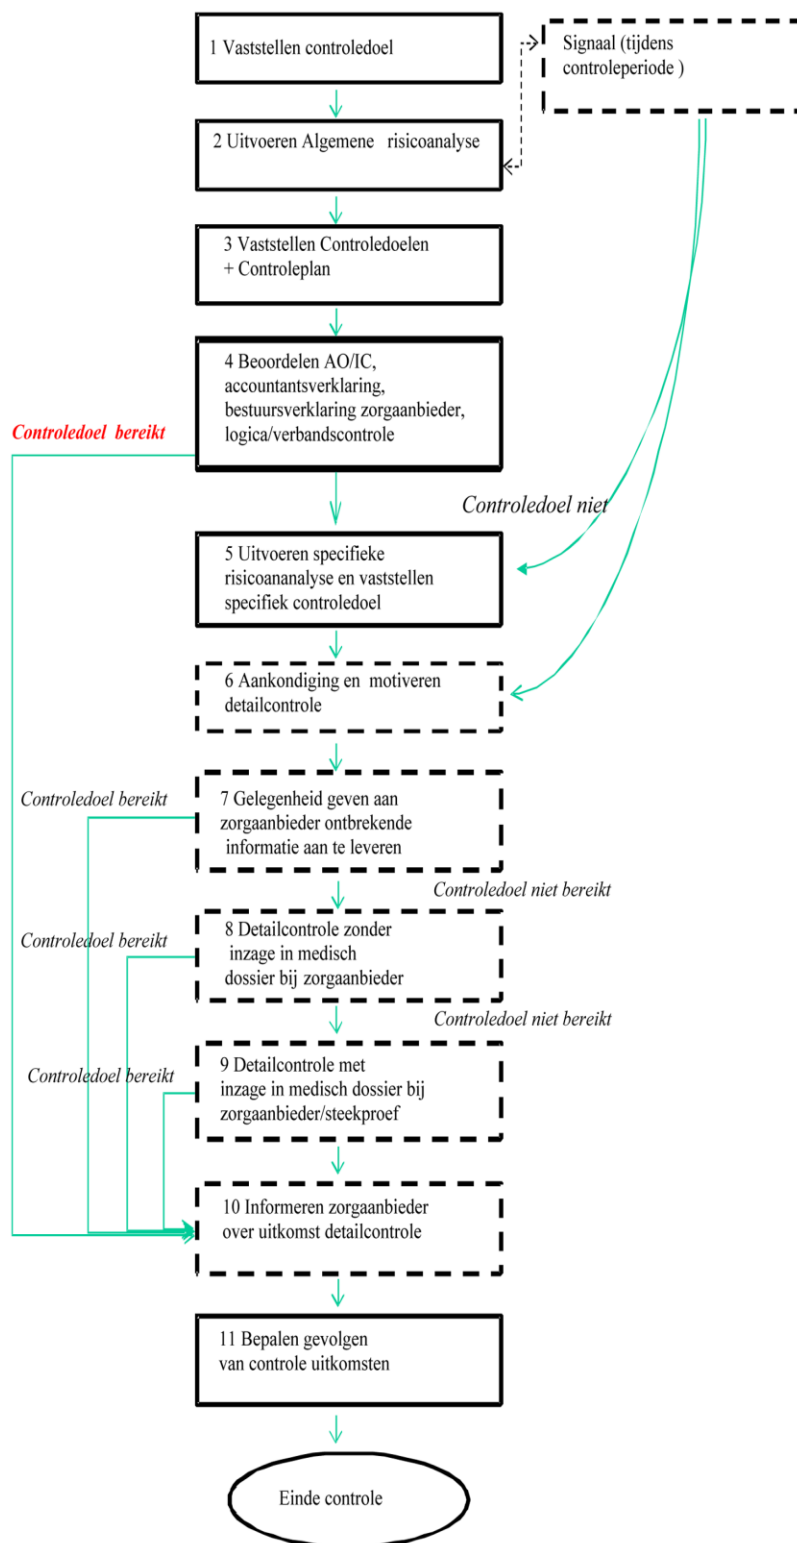 1 Vaststellen controledoel
Signaal (tijdens
controleperiode )
2 Uitvoeren Algemene risicoanalyse
3 Vaststellen Controledoelen
+ Controleplan
4 Beoordelen AO/IC,
accountantsverklaring,
bestuursverklaring zorgaanbieder,
logica/verbandscontrole
Controledoel bereikt
Controledoel niet
5 Uitvoeren specifieke
risicoananalyse en vaststellen
specifiek controledoel
6 Aankondiging en motiveren
detailcontrole
Controledoel bereikt
7 Gelegenheid geven aan
zorgaanbieder ontbrekende
informatie aan te leveren
Controledoel niet bereikt
Controledoel bereikt
8 Detailcontrole zonder
inzage in medisch
dossier bij zorgaanbieder
Controledoel niet bereikt
Controledoel bereikt
9 Detailcontrole met
inzage in medisch dossier bij
zorgaanbieder/steekproef
10 Informeren zorgaanbieder
over uitkomst detailcontrole
11 Bepalen gevolgen
van controle uitkomsten
Einde controle